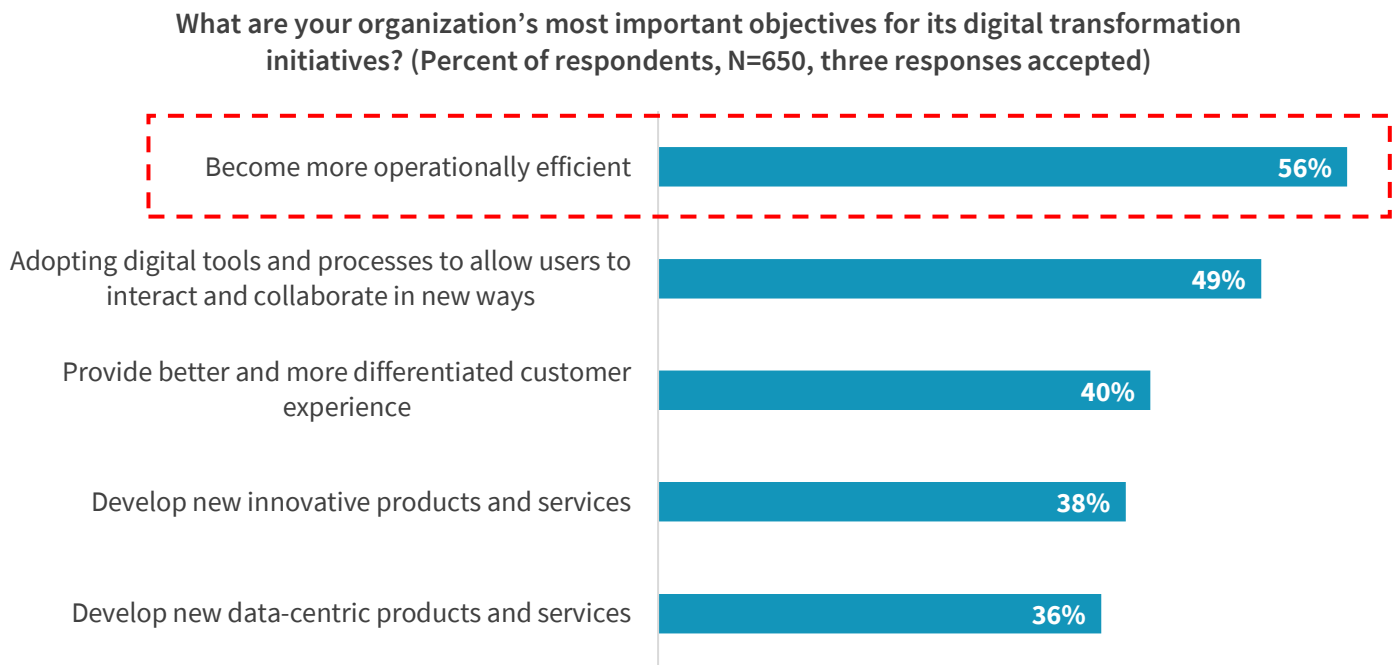 What are your organization’s most important objectives for its digital transformation
initiatives? (Percent of respondents, N=650, three responses accepted)
Become more operationally efficient
56%
Adopting digital tools and processes to allow users to
interact and collaborate in new ways
49%
Provide better and more differentiated customer
experience
40%
Develop new innovative products and services
38%
Develop new data-centric products and services
36%